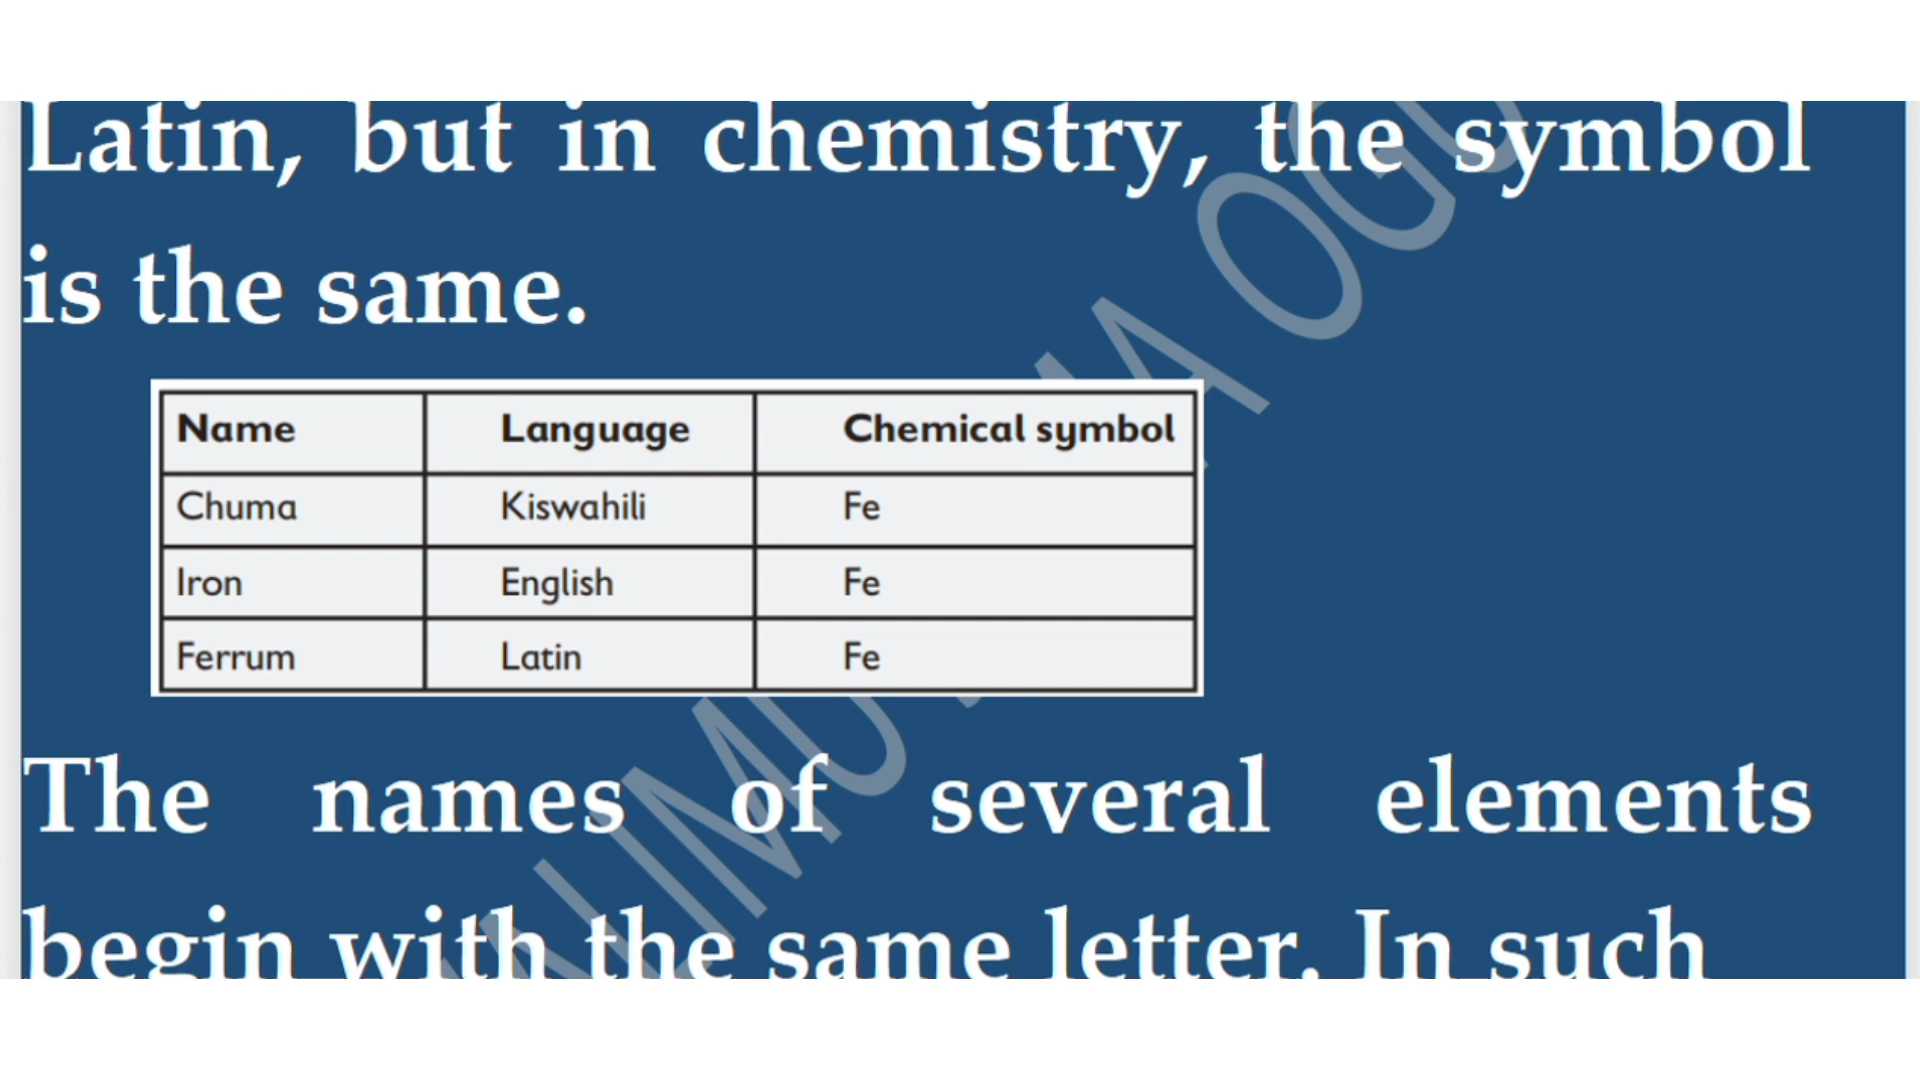 Latin, but in chemistry, the symbol
is the same.
Name Language Chemical symbol
Chuma Kiswahili Fe
Iron English Fe
Ferrum Latin Fe
The names of several elements
begin with the same letter. In such